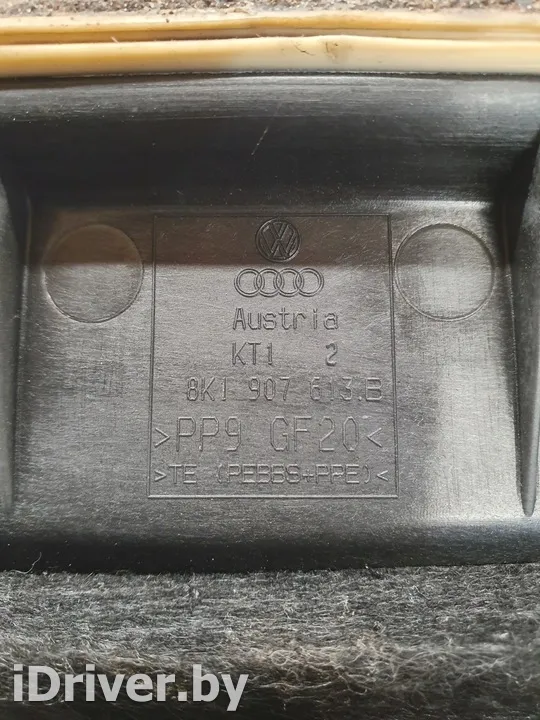 Austria
KT1 2
8K1 907 613.B
>PP9 GF20<
>TE (PEBBS+PPE)<
iDriver.by